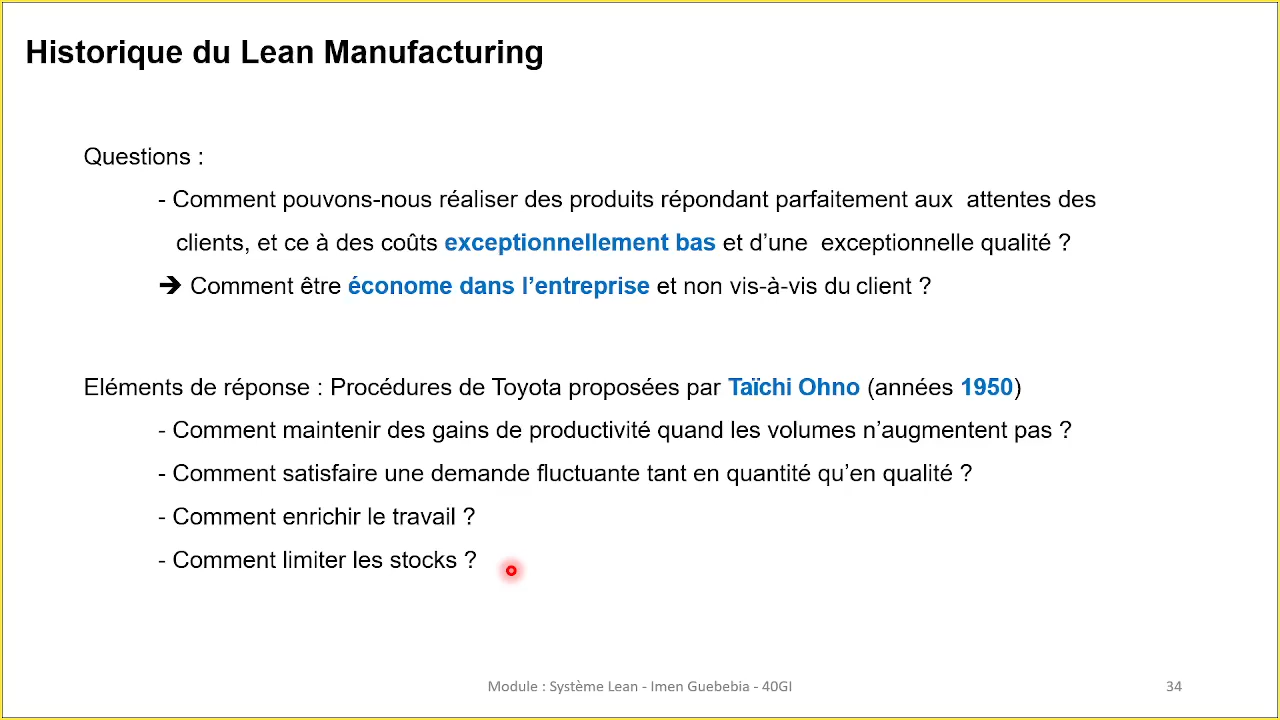 Historique du Lean Manufacturing
Questions :
- Comment pouvons-nous réaliser des produits répondant parfaitement aux attentes des
clients, et ce à des coûts exceptionnellement bas et d’une exceptionnelle qualité ?
➔ Comment être économe dans l’entreprise et non vis-à-vis du client ?
Eléments de réponse : Procédures de Toyota proposées par Taïchi Ohno (années 1950)
- Comment maintenir des gains de productivité quand les volumes n’augmentent pas ?
- Comment satisfaire une demande fluctuante tant en quantité qu’en qualité ?
- Comment enrichir le travail ?
- Comment limiter les stocks ?
Module : Système Lean - Imen Guebebia - 40GI
34